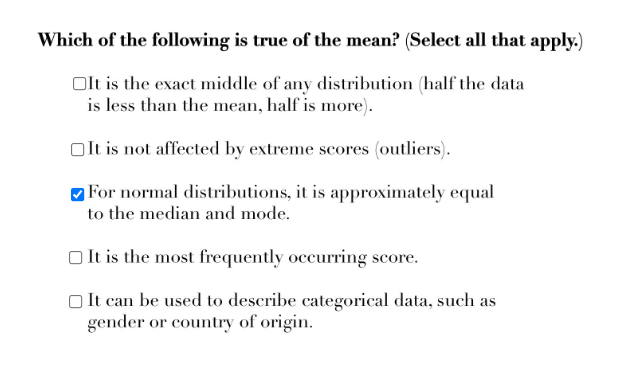 Which of the following is true of the mean? (Select all that apply.)
It is the exact middle of any distribution (half the data
is less than the mean, half is more).
It is not affected by extreme scores (outliers).
For normal distributions, it is approximately equal
to the median and mode.
It is the most frequently occurring score.
It can be used to describe categorical data, such as
gender or country of origin.